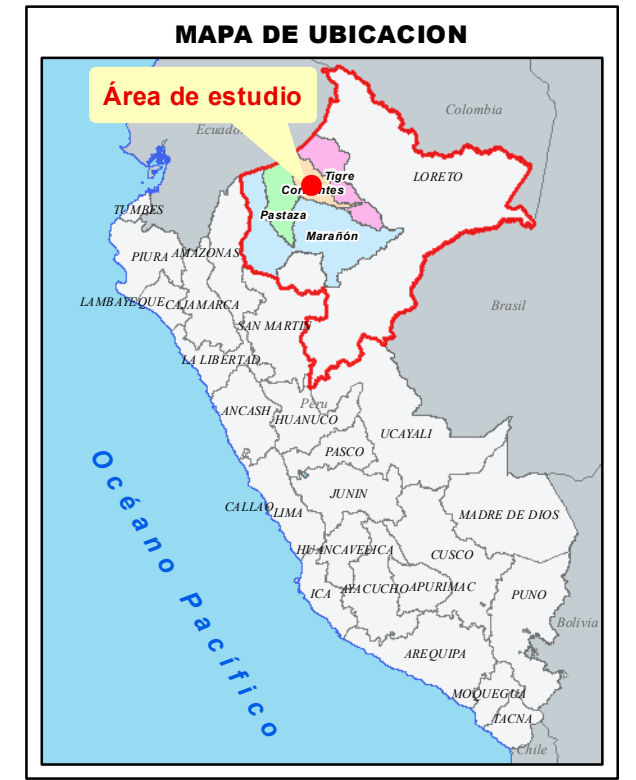 MAPA DE UBICACION
Área de estudio
Colombia
Ecuador
Tigre
LORETO
Corrientes
Pastaza
TUMBES
Marañón
PIURA
AMAZONAS
LAMBAYEQUE
CAJAMARCA
Brasil
SAN MARTIN
LA LIBERTAD
Peru
ANCASH
HUANUCO
UCAYALI
PASCO
Océano Pacífico
JUNIN
CALLAO
LIMA
MADRE DE DIOS
HUANCAVELICA
CUSCO
ICA
AYACUCHO
APURIMAC
PUNO
Bolivia
AREQUIPA
MOQUEGUA
TACNA
Chile